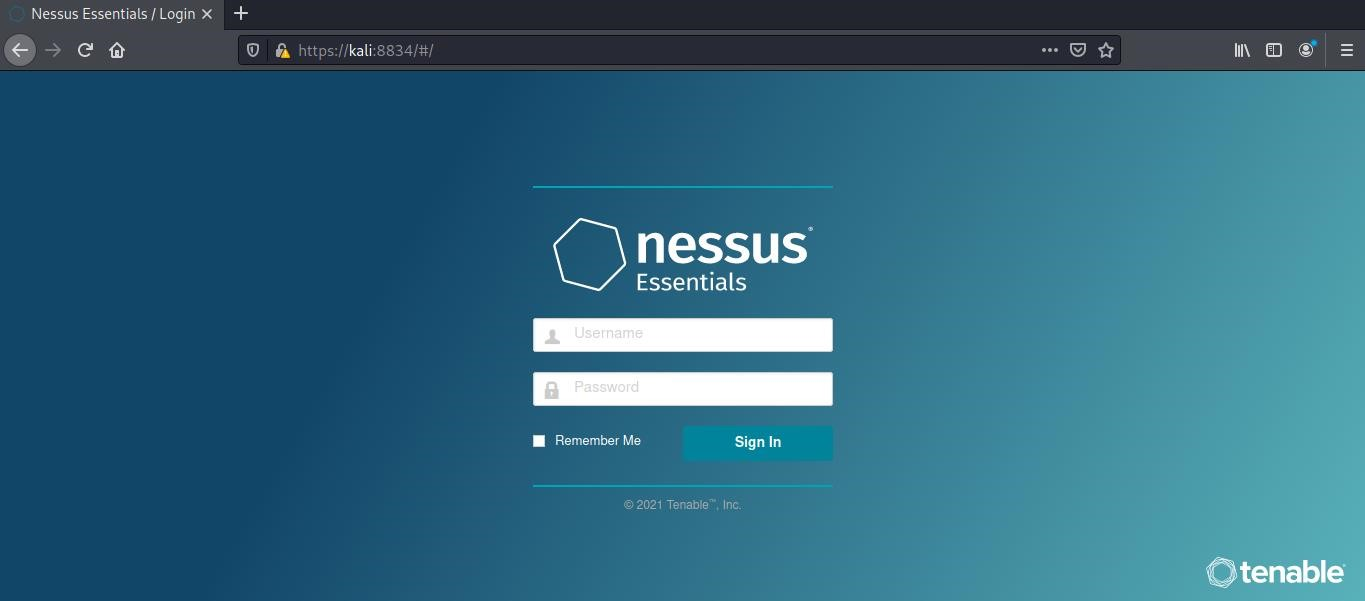 Nessus Essentials / Login
https://kali:8834/#/
nessus®
Essentials
Username
Password
Remember Me
Sign In
© 2021 Tenable™, Inc.
tenable®